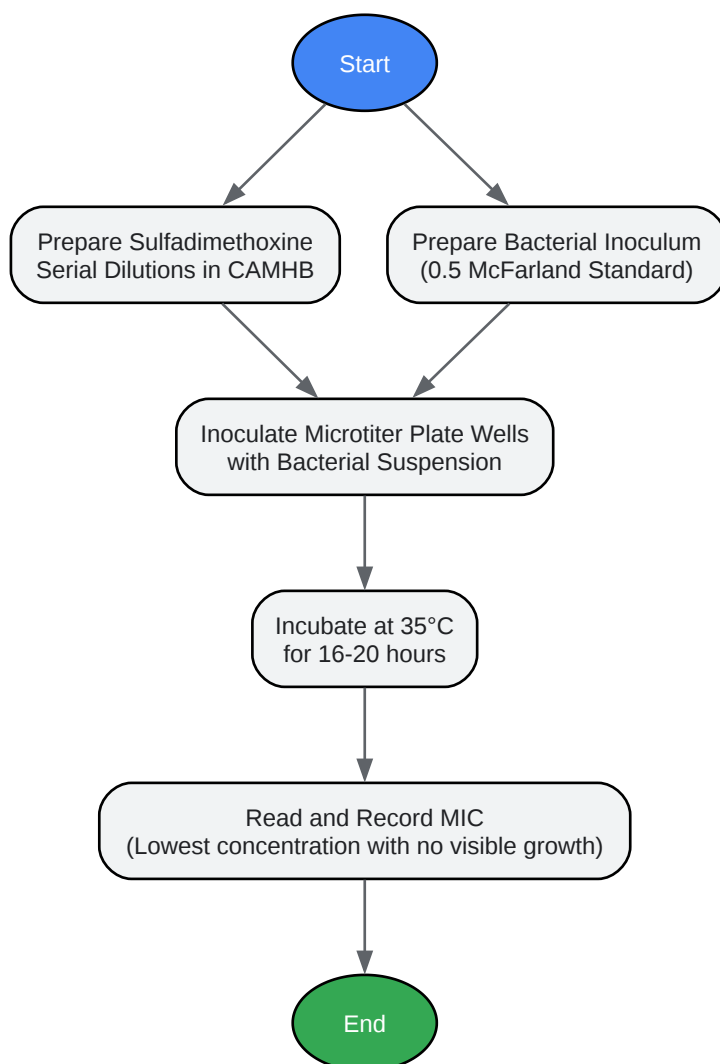 Start
Prepare Sulfadimethoxine
Serial Dilutions in CAMHB
Prepare Bacterial Inoculum
(0.5 McFarland Standard)
Inoculate Microtiter Plate Wells
with Bacterial Suspension
Incubate at 35°C
for 16-20 hours
Read and Record MIC
(Lowest concentration with no visible growth)
End